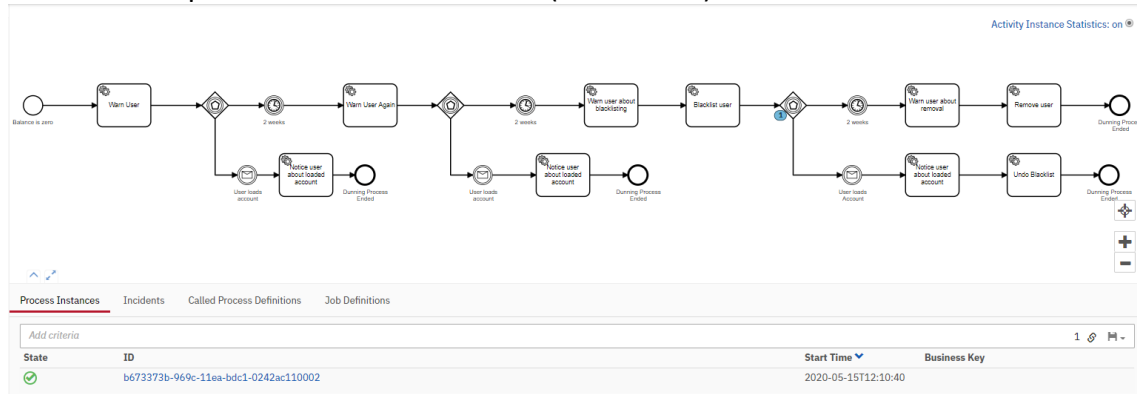 Activity Instance Statistics: on
Balance is zero
Warn User
2 weeks
Warn User Again
2 weeks
Warn user about
blacklisting
Blacklist user
1
2 weeks
Warn user about
removal
Remove user
Dunning Proce
Ended
User loads
account
Notice user
about loaded
account
Dunning Process
Ended
User loads
account
Notice user
about loaded
account
Dunning Process
Ended
User loads
Account
Notice user
about loaded
account
Undo Blacklist
Dunning Process
Ended
Process Instances Incidents Called Process Definitions Job Definitions
Add criteria 1
State ID Start Time Business Key
b673373b-969c-11ea-bdc1-0242ac110002 2020-05-15T12:10:40